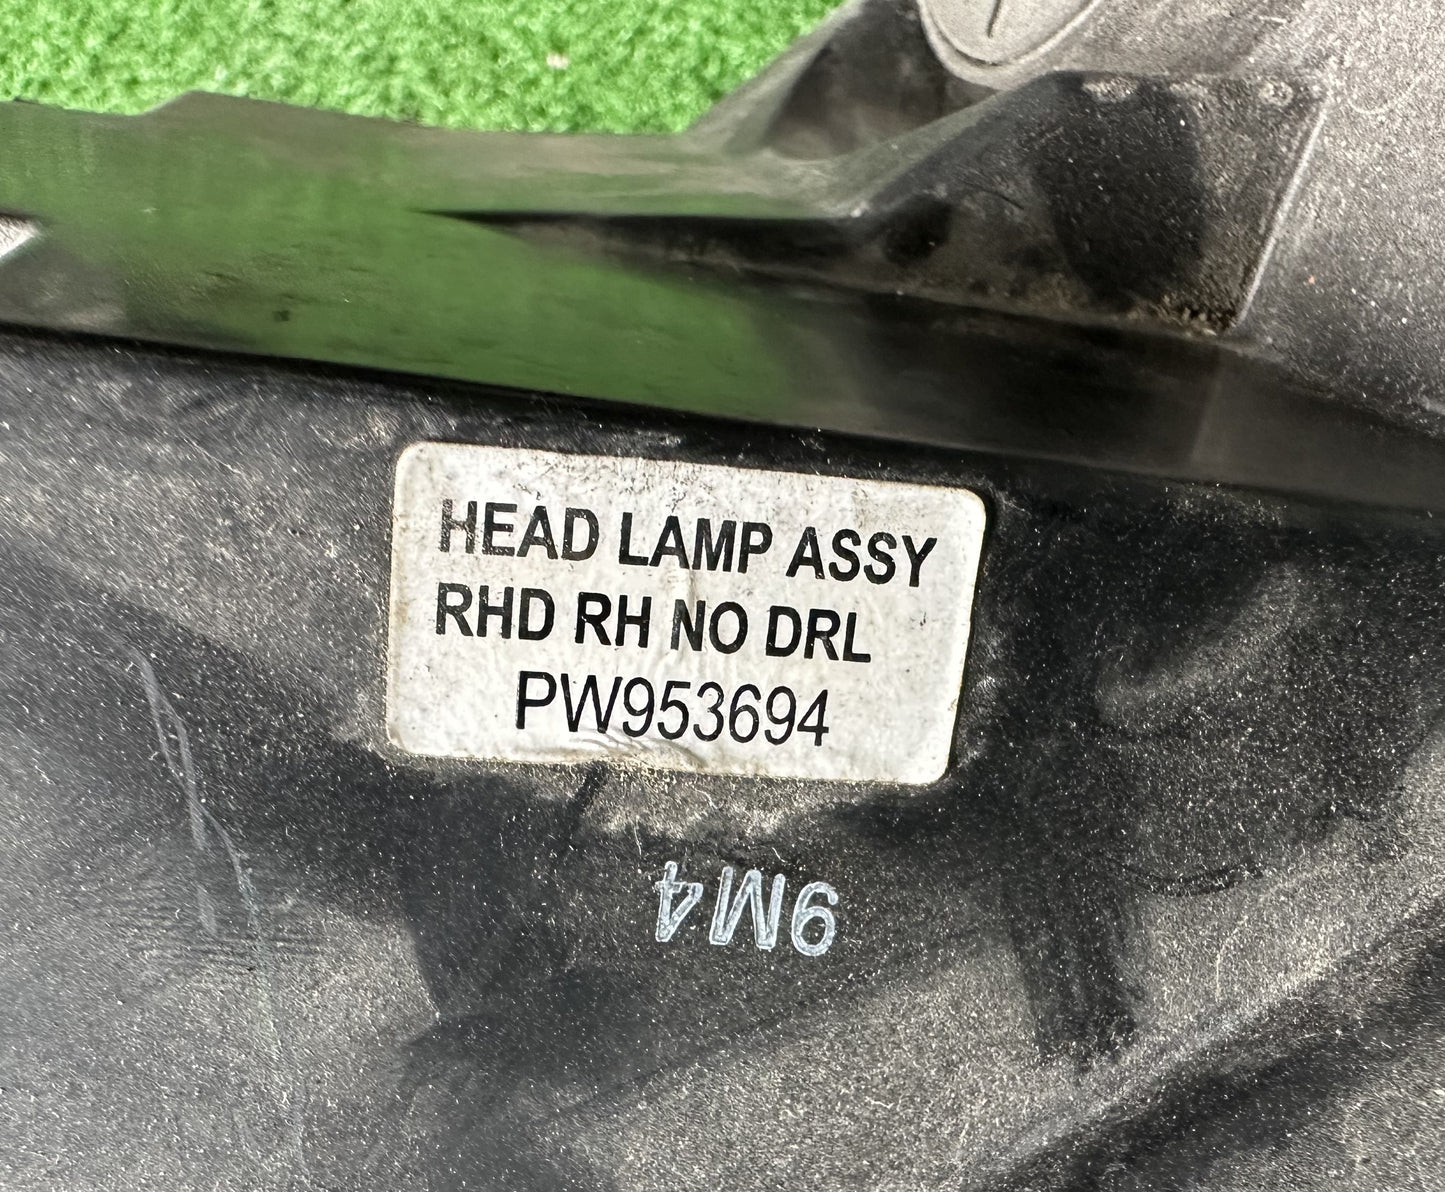 HEAD LAMP ASSY
RHD RH NO DRL
PW953694
9M4